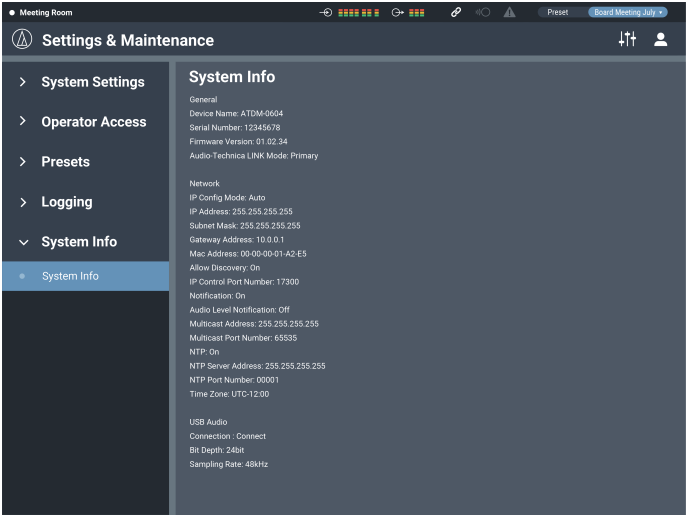 Meeting Room
Preset
Board Meeting July
Settings & Maintenance
System Settings
Operator Access
Presets
Logging
System Info
System Info
System Info
General
Device Name: ATDM-0604
Serial Number: 12345678
Firmware Version: 01.02.34
Audio-Technica LINK Mode: Primary
Network
IP Config Mode: Auto
IP Address: 255.255.255.255
Subnet Mask: 255.255.255.255
Gateway Address: 10.0.0.1
Mac Address: 00-00-00-01-A2-E5
Allow Discovery: On
IP Control Port Number: 17300
Notification: On
Audio Level Notification: Off
Multicast Address: 255.255.255.255
Multicast Port Number: 65535
NTP: On
NTP Server Address: 255.255.255.255
NTP Port Number: 00001
Time Zone: UTC-12:00
USB Audio
Connection : Connect
Bit Depth: 24bit
Sampling Rate: 48kHz